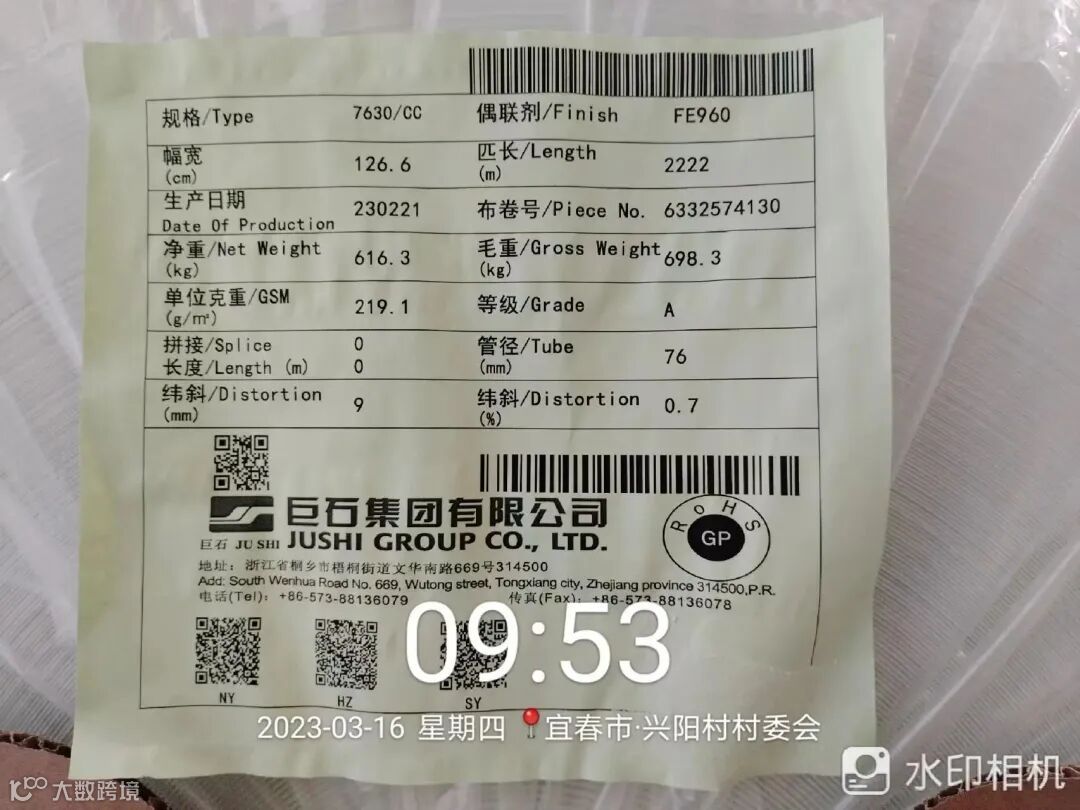 规格/Type 7630/CC 偶联剂/Finish FE960
幅宽 (cm) 126.6 匹长/Length (m) 2222
生产日期 Date Of Production 230221 布卷号/Piece No. 6332574130
净重/Net Weight (kg) 616.3 毛重/Gross Weight (kg) 698.3
单位克重/GSM (g/㎡) 219.1 等级/Grade A
拼接/Splice 0
长度/Length (m) 0 管径/Tube (mm) 76
纬斜/Distortion (mm) 9 纬斜/Distortion (%) 0.7
巨石集团有限公司
巨石 JU SHI JUSHI GROUP CO., LTD.
RoHS
GP
地址: 浙江省桐乡市梧桐街道文华南路669号314500
Add: South Wenhua Road No. 669, Wutong street, Tongxiang city, Zhejiang province 314500,P.R.
电话(Tel): +86-573-88136079 传真(Fax): +86-573-88136078
09:53
NY HZ SY
2023-03-16 星期四 宜春市·兴阳村村委会
水印相机
大数跨境